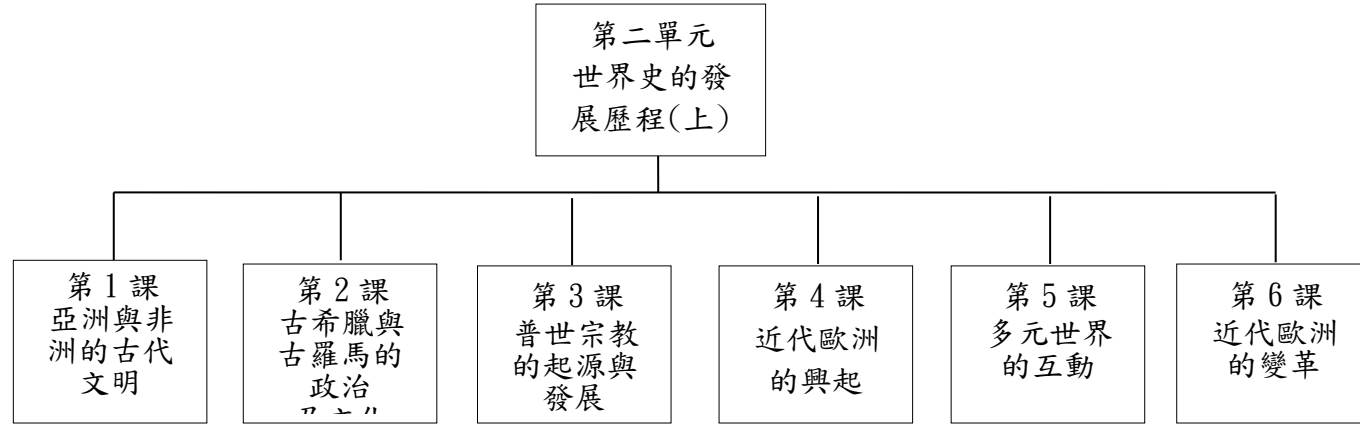 第二單元
世界史的發
展歷程(上)
第 1 課
亞洲與非
洲的古代
文明
第 2 課
古希臘與
古羅馬的
政治
第 3 課
普世宗教
的起源與
發展
第 4 課
近代歐洲
的興起
第 5 課
多元世界
的互動
第 6 課
近代歐洲
的變革